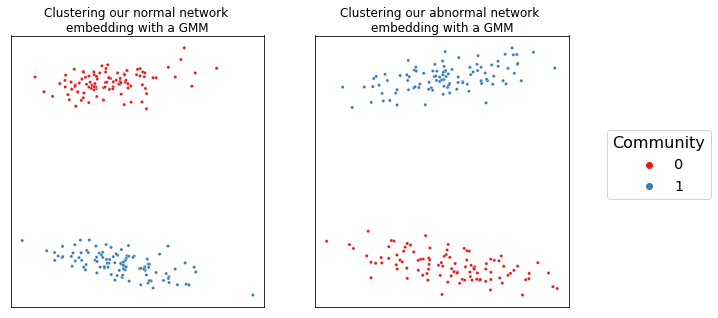 Clustering our normal network
embedding with a GMM
Clustering our abnormal network
embedding with a GMM
Community
0
1